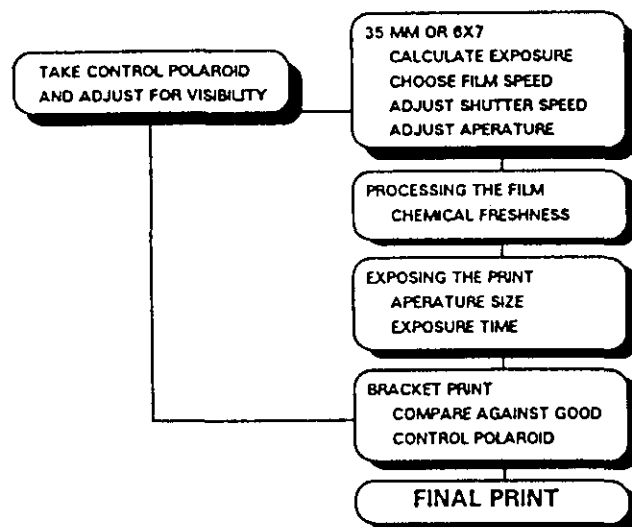 TAKE CONTROL POLAROID
AND ADJUST FOR VISIBILITY
35 MM OR 6X7
CALCULATE EXPOSURE
CHOOSE FILM SPEED
ADJUST SHUTTER SPEED
ADJUST APERATURE
PROCESSING THE FILM
CHEMICAL FRESHNESS
EXPOSING THE PRINT
APERATURE SIZE
EXPOSURE TIME
BRACKET PRINT
COMPARE AGAINST GOOD
CONTROL POLAROID
FINAL PRINT